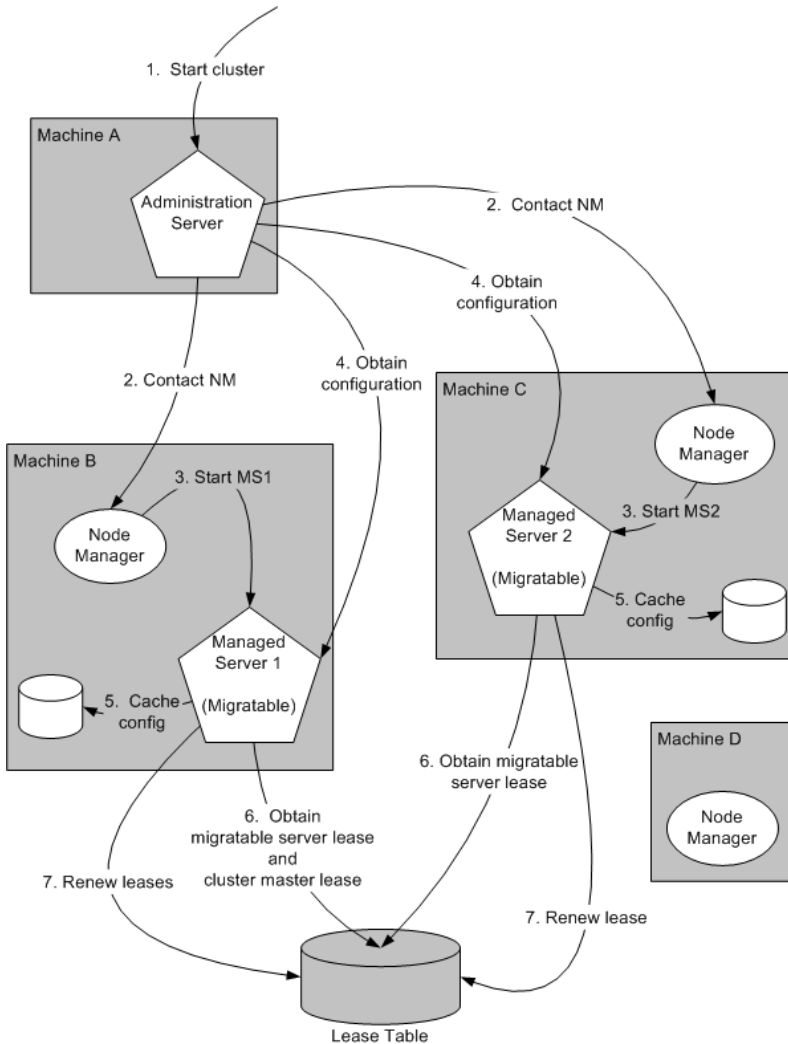 1. Start cluster
Machine A
Administration
Server
2. Contact NM
4. Obtain
configuration
2. Contact NM
4. Obtain
configuration
Machine C
Node
Manager
3. Start MS2
Managed
Server 2
(Migratable)
5. Cache
config
Machine B
3. Start MS1
Node
Manager
Managed
Server 1
(Migratable)
5. Cache
config
Machine D
Node
Manager
6. Obtain migratable
server lease
6. Obtain
migratable server lease
and
cluster master lease
7. Renew leases
7. Renew lease
Lease Table